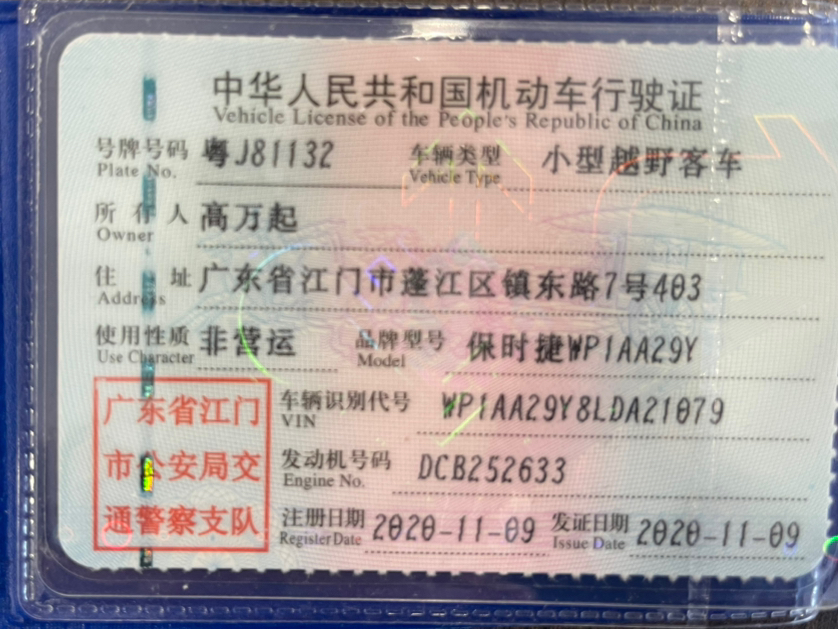 中华人民共和国机动车行驶证
Vehicle License of the People's Republic of China
号牌号码 粤J81132 车辆类型 小型越野客车
Plate No. Vehicle Type
所有人 高万起
Owner
住址 广东省江门市蓬江区镇东路7号403
Address
使用性质 非营运 品牌型号 保时捷WP1AA29Y
Use Character Model
广东省江门
市公安局交
通警察支队
车辆识别代号 WP1AA29Y8LDA21079
VIN
发动机号码 DCB252633
Engine No.
注册日期 2020-11-09 发证日期 2020-11-09
Register Date Issue Date